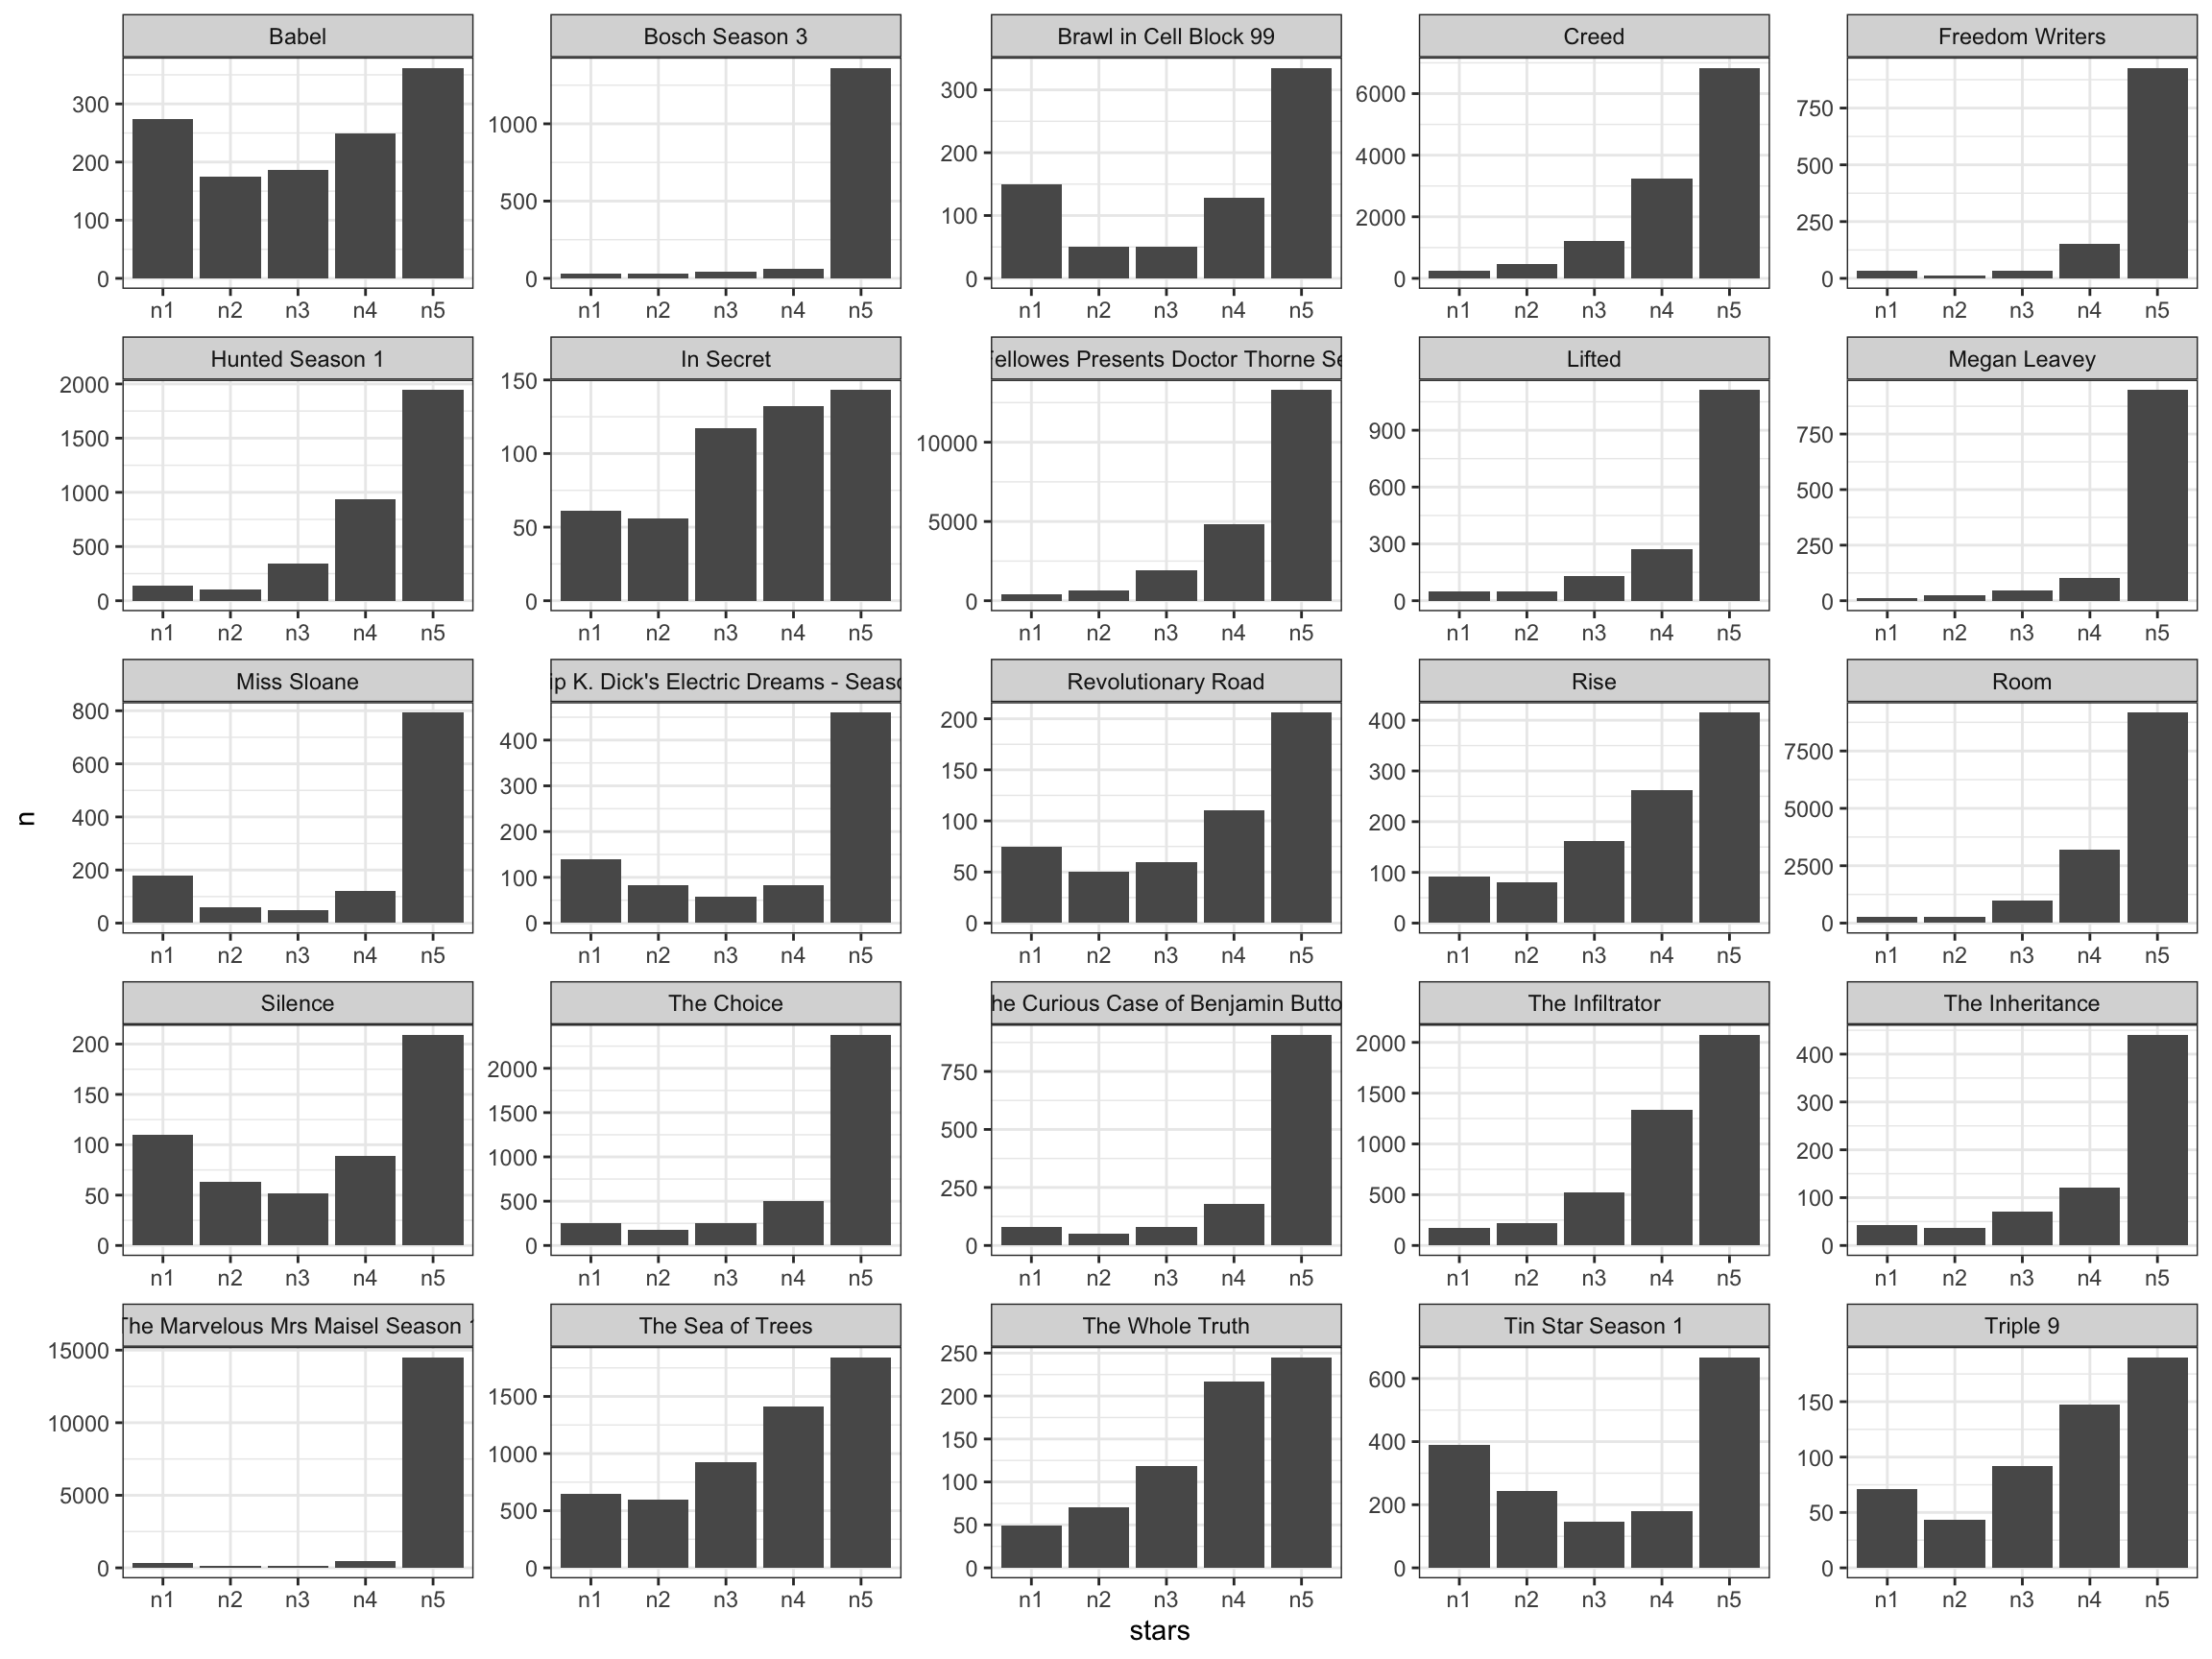 Babel
Bosch Season 3
Brawl in Cell Block 99
Creed
Freedom Writers
300
200
100
0
1000
500
0
300
200
100
0
6000
4000
2000
0
750
500
250
0
n1 n2 n3 n4 n5
n1 n2 n3 n4 n5
n1 n2 n3 n4 n5
n1 n2 n3 n4 n5
n1 n2 n3 n4 n5
Hunted Season 1
In Secret
ellowes Presents Doctor Thorne Se
Lifted
Megan Leavey
2000
1500
1000
500
0
150
100
50
0
10000
5000
0
900
600
300
0
750
500
250
0
n1 n2 n3 n4 n5
n1 n2 n3 n4 n5
n1 n2 n3 n4 n5
n1 n2 n3 n4 n5
n1 n2 n3 n4 n5
n
Miss Sloane
ip K. Dick's Electric Dreams - Seaso
Revolutionary Road
Rise
Room
800
600
400
200
0
400
300
200
100
0
200
150
100
50
0
400
300
200
100
0
7500
5000
2500
0
n1 n2 n3 n4 n5
n1 n2 n3 n4 n5
n1 n2 n3 n4 n5
n1 n2 n3 n4 n5
n1 n2 n3 n4 n5
Silence
The Choice
he Curious Case of Benjamin Butto
The Infiltrator
The Inheritance
200
150
100
50
0
2000
1500
1000
500
0
750
500
250
0
2000
1500
1000
500
0
400
300
200
100
0
n1 n2 n3 n4 n5
n1 n2 n3 n4 n5
n1 n2 n3 n4 n5
n1 n2 n3 n4 n5
n1 n2 n3 n4 n5
The Marvelous Mrs Maisel Season 1
The Sea of Trees
The Whole Truth
Tin Star Season 1
Triple 9
15000
10000
5000
0
1500
1000
500
0
250
200
150
100
50
0
600
400
200
0
150
100
50
0
n1 n2 n3 n4 n5
n1 n2 n3 n4 n5
n1 n2 n3 n4 n5
n1 n2 n3 n4 n5
n1 n2 n3 n4 n5
stars